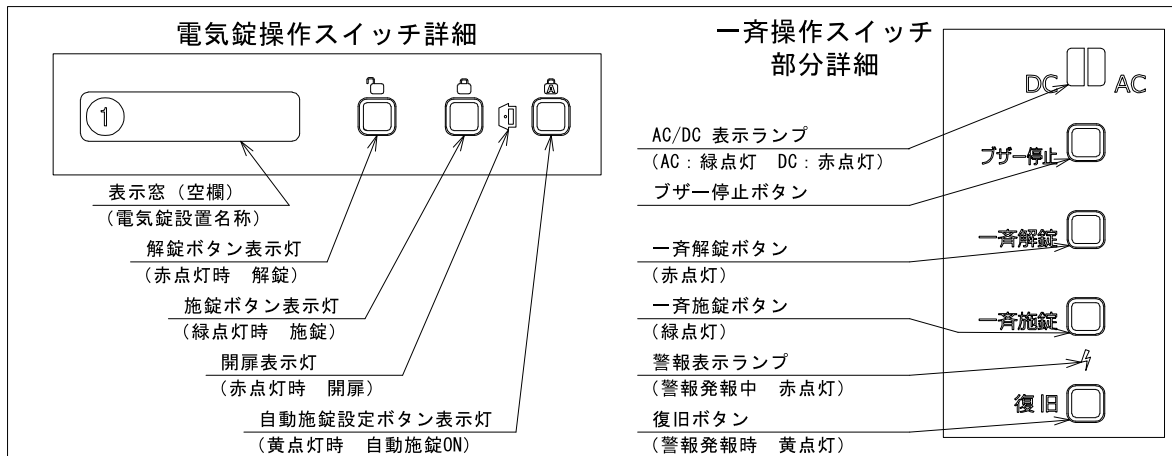 電気錠操作スイッチ詳細
①
A
表示窓（空欄）
（電気錠設置名称）
解錠ボタン表示灯
（赤点灯時　解錠）
施錠ボタン表示灯
（緑点灯時　施錠）
開扉表示灯
（赤点灯時　開扉）
自動施錠設定ボタン表示灯
（黄点灯時　自動施錠ON）
一斉操作スイッチ
部分詳細
DC AC
AC/DC 表示ランプ
（AC：緑点灯　DC：赤点灯）
ブザー停止
ブザー停止ボタン
一斉解錠
一斉解錠ボタン
（赤点灯）
一斉施錠
一斉施錠ボタン
（緑点灯）
警報表示ランプ
（警報発報中　赤点灯）
復旧
復旧ボタン
（警報発報時　黄点灯）